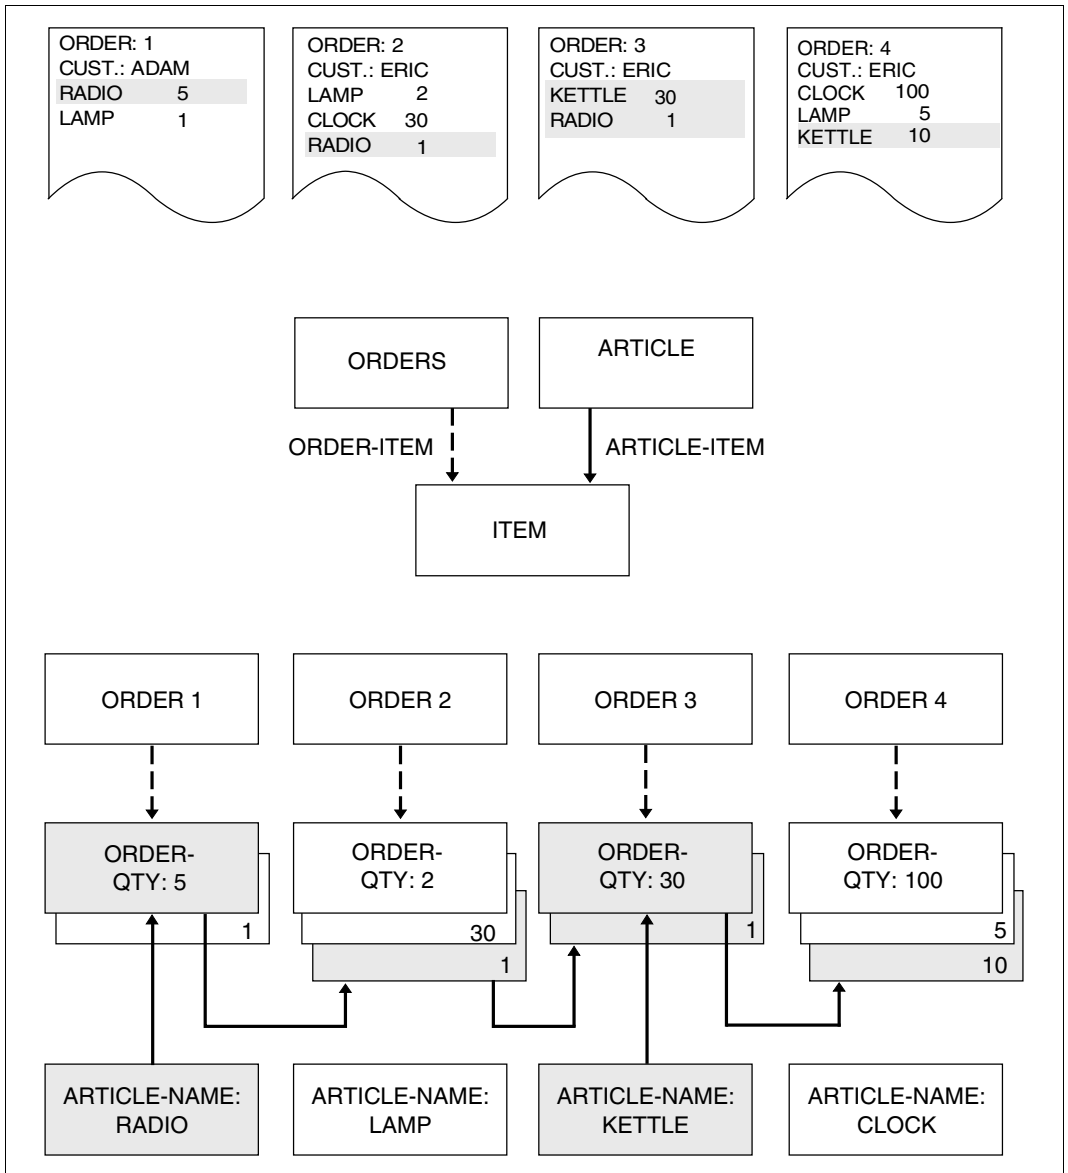 ORDER: 1
CUST.: ADAM
RADIO 5
LAMP 1
ORDER: 2
CUST.: ERIC
LAMP 2
CLOCK 30
RADIO 1
ORDER: 3
CUST.: ERIC
KETTLE 30
RADIO 1
ORDER: 4
CUST.: ERIC
CLOCK 100
LAMP 5
KETTLE 10
ORDERS
ARTICLE
ORDER-ITEM
ARTICLE-ITEM
ITEM
ORDER 1
ORDER 2
ORDER 3
ORDER 4
ORDER-
QTY: 5
1
ORDER-
QTY: 2
30
1
ORDER-
QTY: 30
1
ORDER-
QTY: 100
5
10
ARTICLE-NAME:
RADIO
ARTICLE-NAME:
LAMP
ARTICLE-NAME:
KETTLE
ARTICLE-NAME:
CLOCK